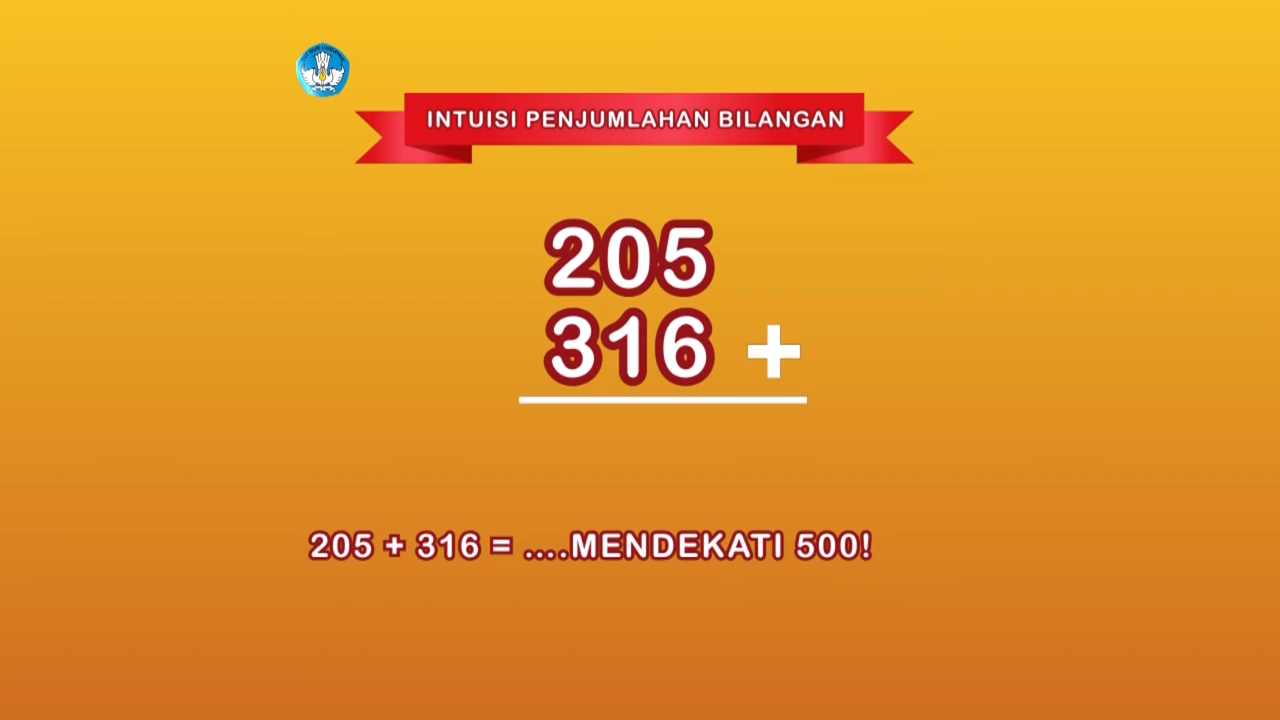 INTUISI PENJUMLAHAN BILANGAN
205
316 +
205 + 316 = ....MENDEKATI 500!